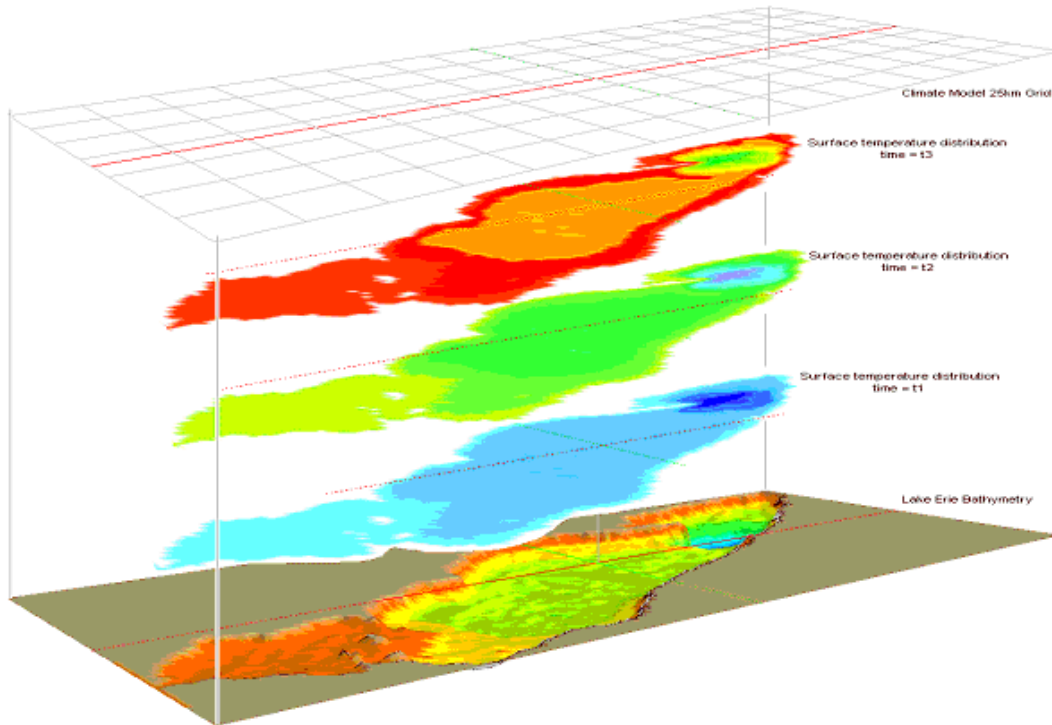 Climate Model 25km Grid
Surface temperature distribution
time = t3
Surface temperature distribution
time = t2
Surface temperature distribution
time = t1
Lake Erie Bathymetry